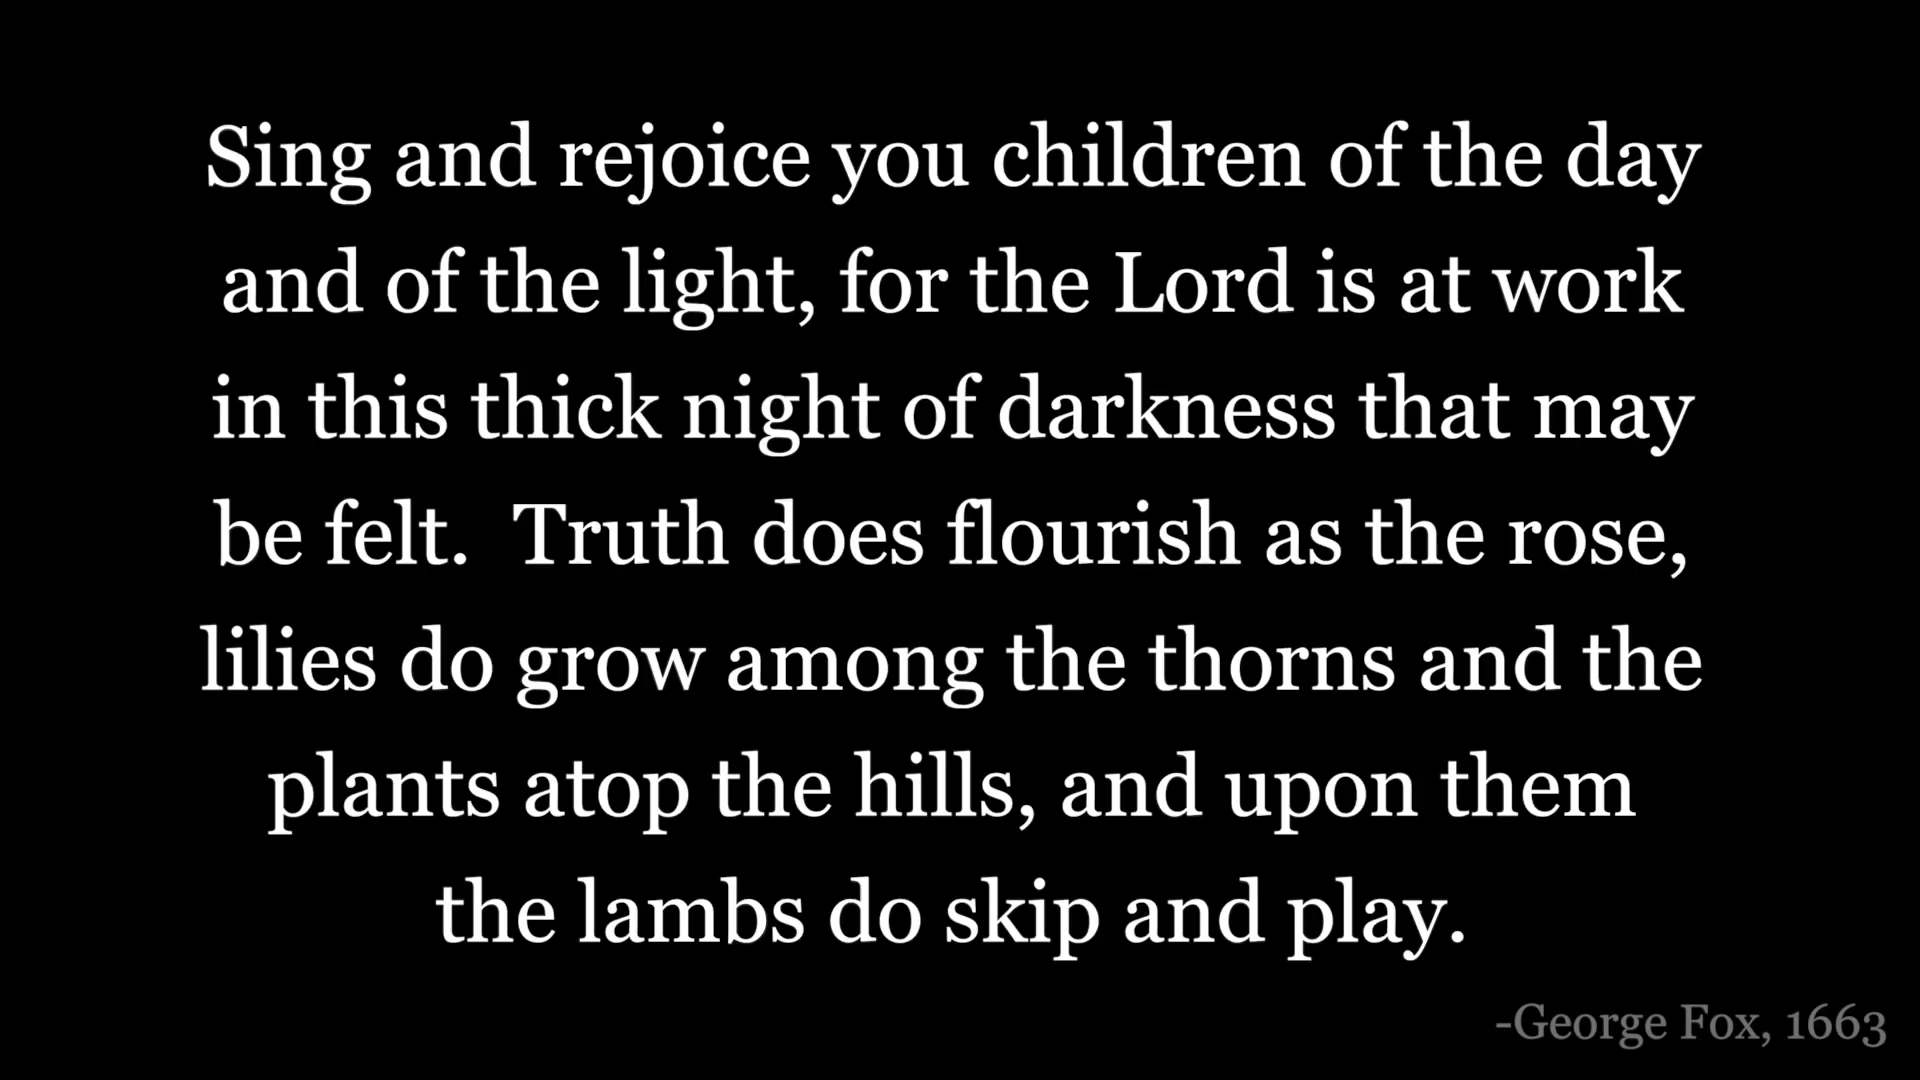 Sing and rejoice you children of the day
and of the light, for the Lord is at work
in this thick night of darkness that may
be felt.  Truth does flourish as the rose,
lilies do grow among the thorns and the
plants atop the hills, and upon them
the lambs do skip and play.
-George Fox, 1663